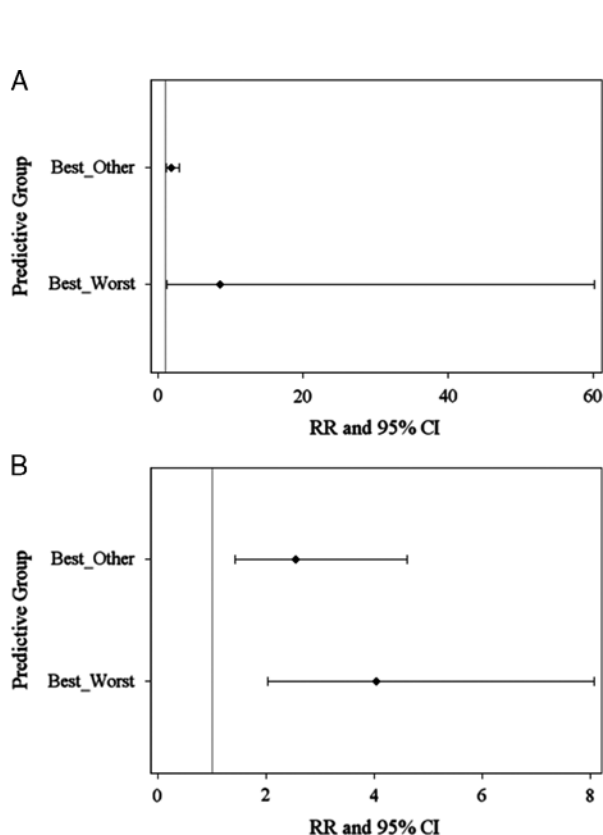 A
Predictive Group
Best_Other
Best_Worst
0 20 40 60
RR and 95% CI
B
Predictive Group
Best_Other
Best_Worst
0 2 4 6 8
RR and 95% CI